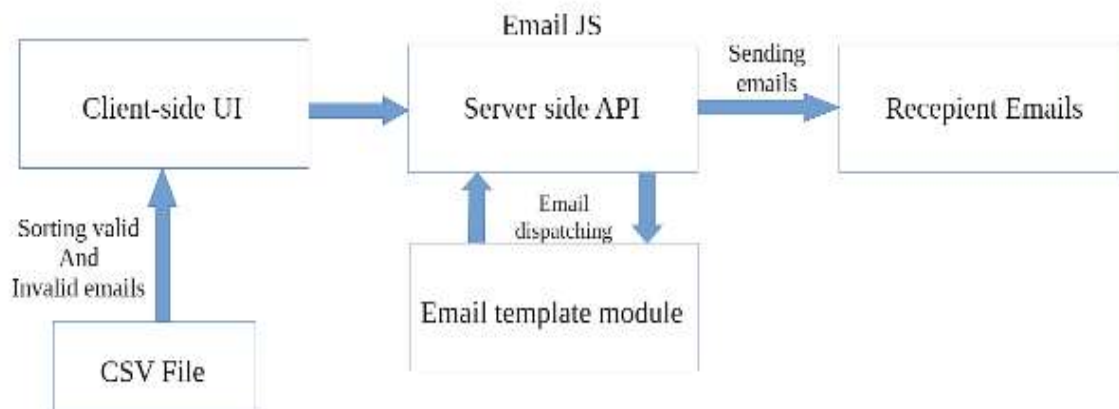 Email JS
Client-side UI
Server side API
Sending
emails
Recepient Emails
Sorting valid
And
Invalid emails
Email
dispatching
Email template module
CSV File